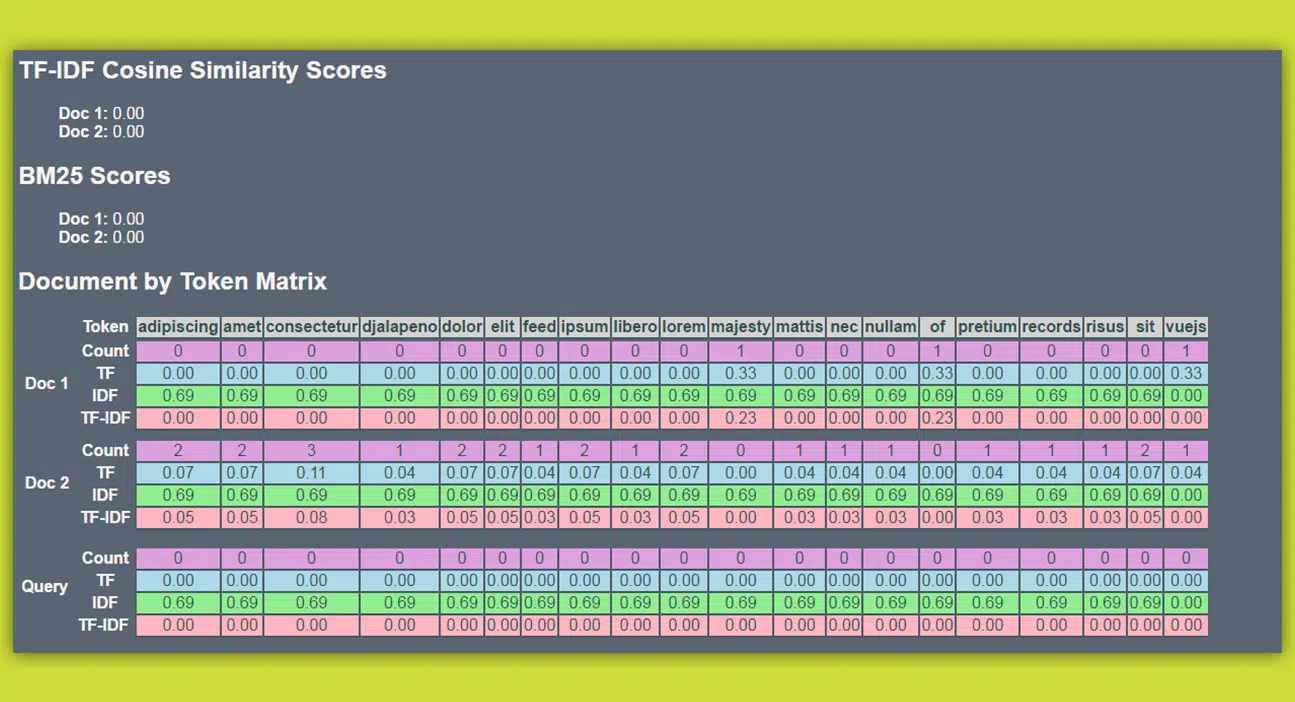 TF-IDF Cosine Similarity Scores
Doc 1: 0.00
Doc 2: 0.00
BM25 Scores
Doc 1: 0.00
Doc 2: 0.00
Document by Token Matrix
Token adipiscing amet consectetur djalapeno dolor elit feed ipsum libero lorem majesty mattis nec nullam of pretium records risus sit vuejs
Count 0 0 0 0 0 0 0 0 0 0 1 0 0 0 1 0 0 0 0 1
TF 0.00 0.00 0.00 0.00 0.00 0.00 0.00 0.00 0.00 0.00 0.33 0.00 0.00 0.00 0.33 0.00 0.00 0.00 0.00 0.33
Doc 1
IDF 0.69 0.69 0.69 0.69 0.69 0.69 0.69 0.69 0.69 0.69 0.69 0.69 0.69 0.69 0.69 0.69 0.69 0.69 0.69 0.00
TF-IDF 0.00 0.00 0.00 0.00 0.00 0.00 0.00 0.00 0.00 0.00 0.23 0.00 0.00 0.00 0.23 0.00 0.00 0.00 0.00 0.00
Count 2 2 3 1 2 2 1 2 1 2 0 1 1 1 0 1 1 1 2 1
TF 0.07 0.07 0.11 0.04 0.07 0.07 0.04 0.07 0.04 0.07 0.00 0.04 0.04 0.04 0.00 0.04 0.04 0.04 0.07 0.04
Doc 2
IDF 0.69 0.69 0.69 0.69 0.69 0.69 0.69 0.69 0.69 0.69 0.69 0.69 0.69 0.69 0.69 0.69 0.69 0.69 0.69 0.00
TF-IDF 0.05 0.05 0.08 0.03 0.05 0.05 0.03 0.05 0.03 0.05 0.00 0.03 0.03 0.03 0.00 0.03 0.03 0.03 0.05 0.00
Count 0 0 0 0 0 0 0 0 0 0 0 0 0 0 0 0 0 0 0 0
TF 0.00 0.00 0.00 0.00 0.00 0.00 0.00 0.00 0.00 0.00 0.00 0.00 0.00 0.00 0.00 0.00 0.00 0.00 0.00 0.00
Query
IDF 0.69 0.69 0.69 0.69 0.69 0.69 0.69 0.69 0.69 0.69 0.69 0.69 0.69 0.69 0.69 0.69 0.69 0.69 0.69 0.00
TF-IDF 0.00 0.00 0.00 0.00 0.00 0.00 0.00 0.00 0.00 0.00 0.00 0.00 0.00 0.00 0.00 0.00 0.00 0.00 0.00 0.00